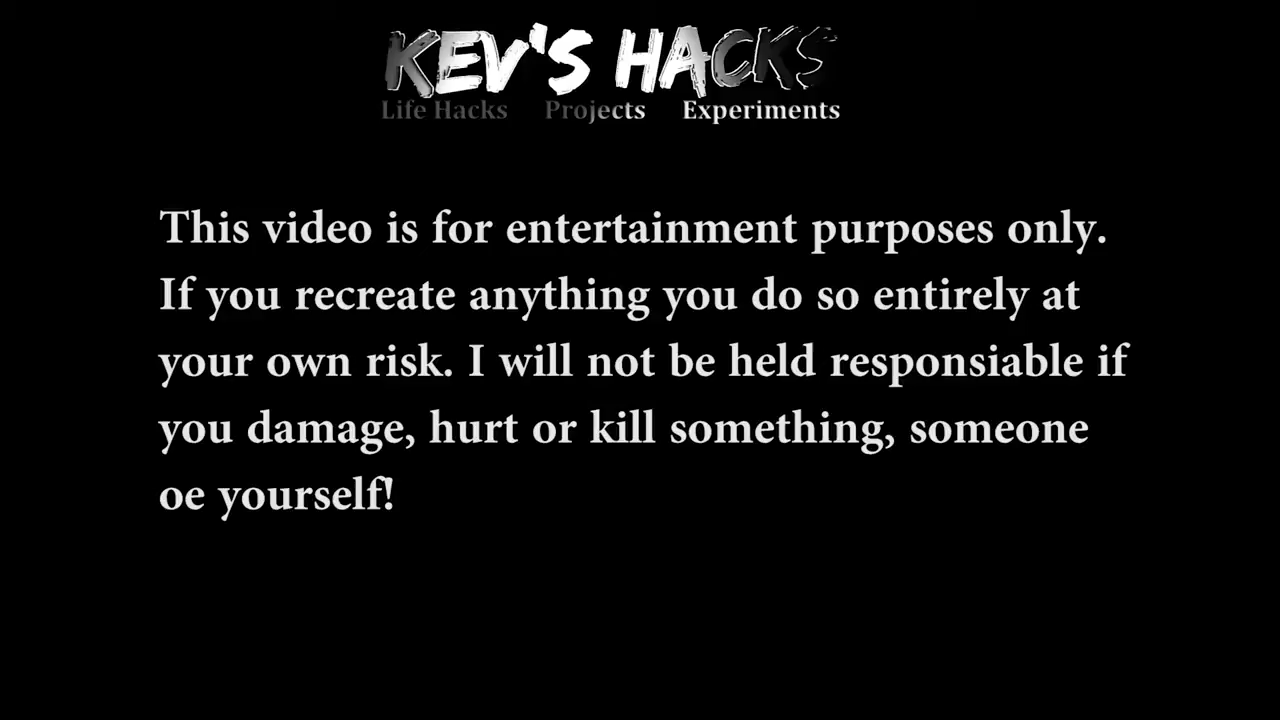 KEV'S HACKS
Life Hacks Projects Experiments
This video is for entertainment purposes only.
If you recreate anything you do so entirely at
your own risk. I will not be held responsiable if
you damage, hurt or kill something, someone
oe yourself!